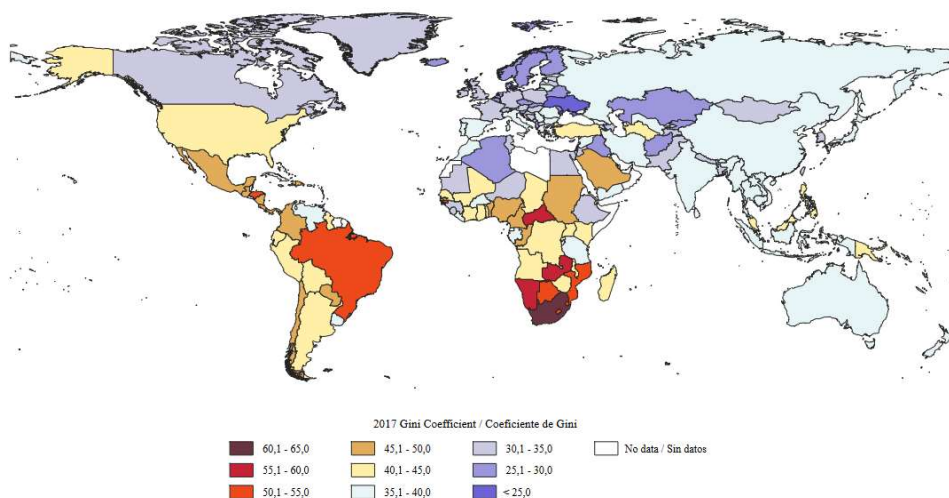 2017 Gini Coefficient / Coeficiente de Gini
60,1 - 65,0
55,1 - 60,0
50,1 - 55,0
45,1 - 50,0
40,1 - 45,0
35,1 - 40,0
30,1 - 35,0
25,1 - 30,0
< 25,0
No data / Sin datos